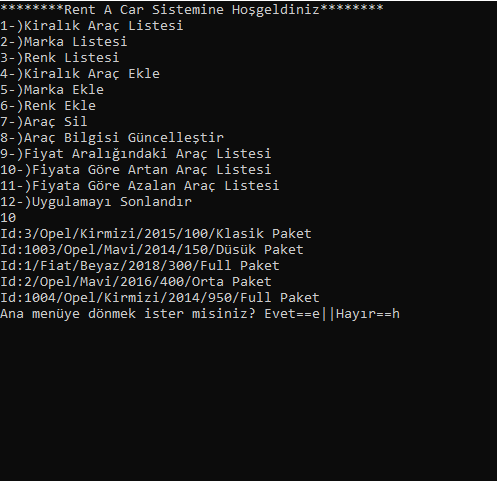 ********Rent A Car Sistemine Hoşgeldiniz********
1-)Kiralık Araç Listesi
2-)Marka Listesi
3-)Renk Listesi
4-)Kiralık Araç Ekle
5-)Marka Ekle
6-)Renk Ekle
7-)Araç Sil
8-)Araç Bilgisi Güncelleştir
9-)Fiyat Aralığındaki Araç Listesi
10-)Fiyata Göre Artan Araç Listesi
11-)Fiyata Göre Azalan Araç Listesi
12-)Uygulamayı Sonlandır
10
Id:3/Opel/Kirmizi/2015/100/Klasik Paket
Id:1003/Opel/Mavi/2014/150/Düsük Paket
Id:1/Fiat/Beyaz/2018/300/Full Paket
Id:2/Opel/Mavi/2016/400/Orta Paket
Id:1004/Opel/Kirmizi/2014/950/Full Paket
Ana menüye dönmek ister misiniz? Evet==e||Hayır==h